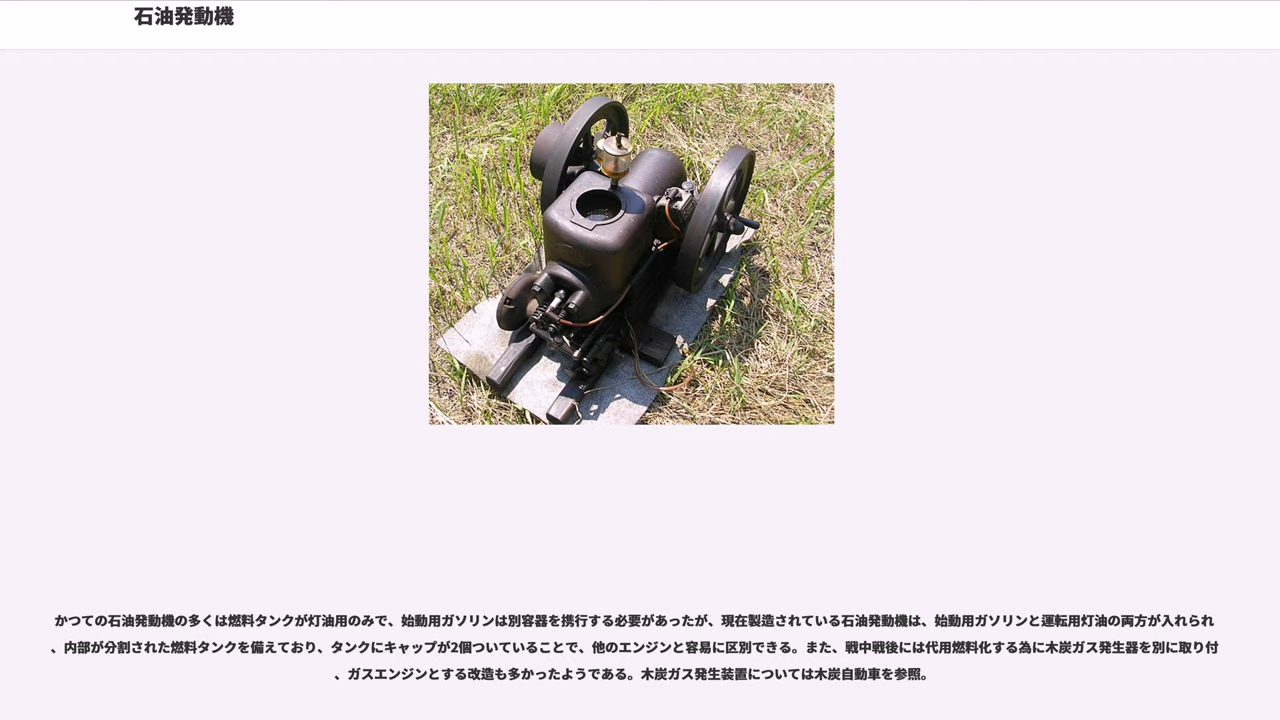 石油発動機
かつての石油発動機の多くは燃料タンクが灯油用のみで、始動用ガソリンは別容器を携行する必要があったが、現在製造されている石油発動機は、始動用ガソリンと運転用灯油の両方が入れられ
、内部が分割された燃料タンクを備えており、タンクにキャップが2個ついていることで、他のエンジンと容易に区別できる。また、戦中戦後には代用燃料化する為に木炭ガス発生器を別に取り付
、ガスエンジンとする改造も多かったようである。木炭ガス発生装置については木炭自動車を参照。